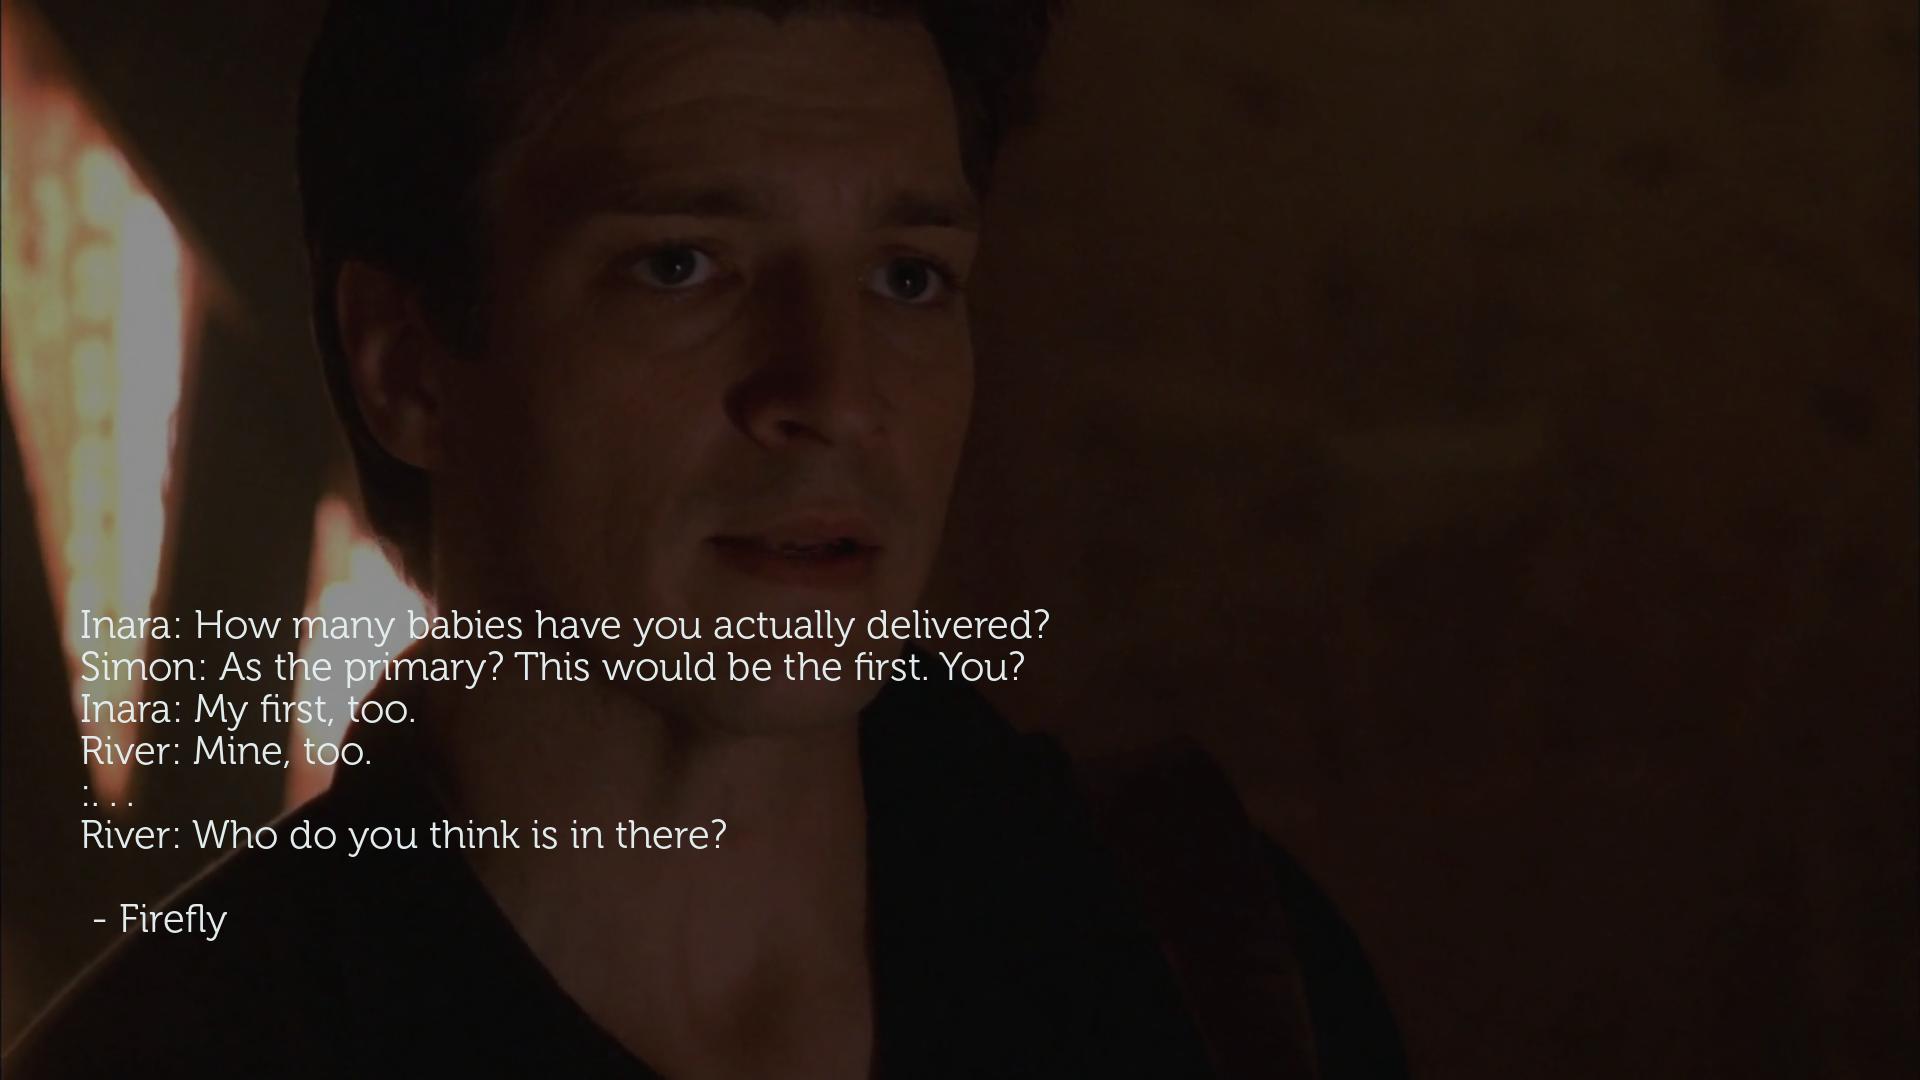 Inara: How many babies have you actually delivered?
Simon: As the primary? This would be the first. You?
Inara: My first, too.
River: Mine, too.
:. . .
River: Who do you think is in there?
- Firefly